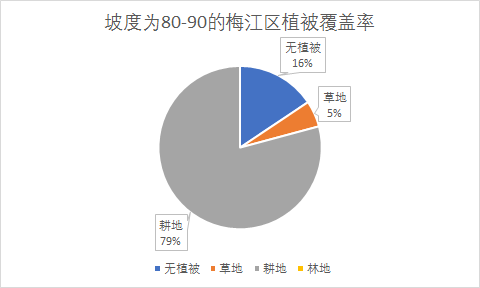 坡度为80-90的梅江区植被覆盖率
无植被
16%
草地
5%
耕地
79%
无植被 草地 耕地 林地